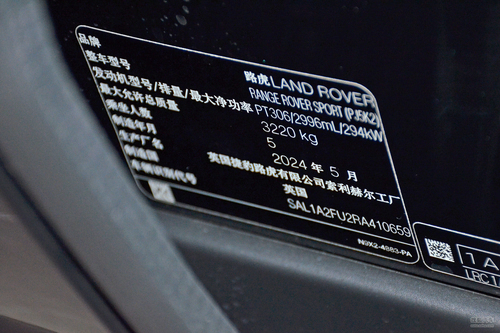 品牌 路虎LAND ROVER
整车型号 RANGE ROVER SPORT (PJ5X2)
发动机型号/排量/最大净功率 PT306/2996mL/294kW
最大允许总质量 3220 kg
乘坐人数 5
制造年月 2024 年 5 月
生产厂名 英国捷豹路虎有限公司索利赫尔工厂
制造国 英国
车辆识别代号 SAL1A2FU2RA410659
N9X2-4883-PA
1A
LRCI